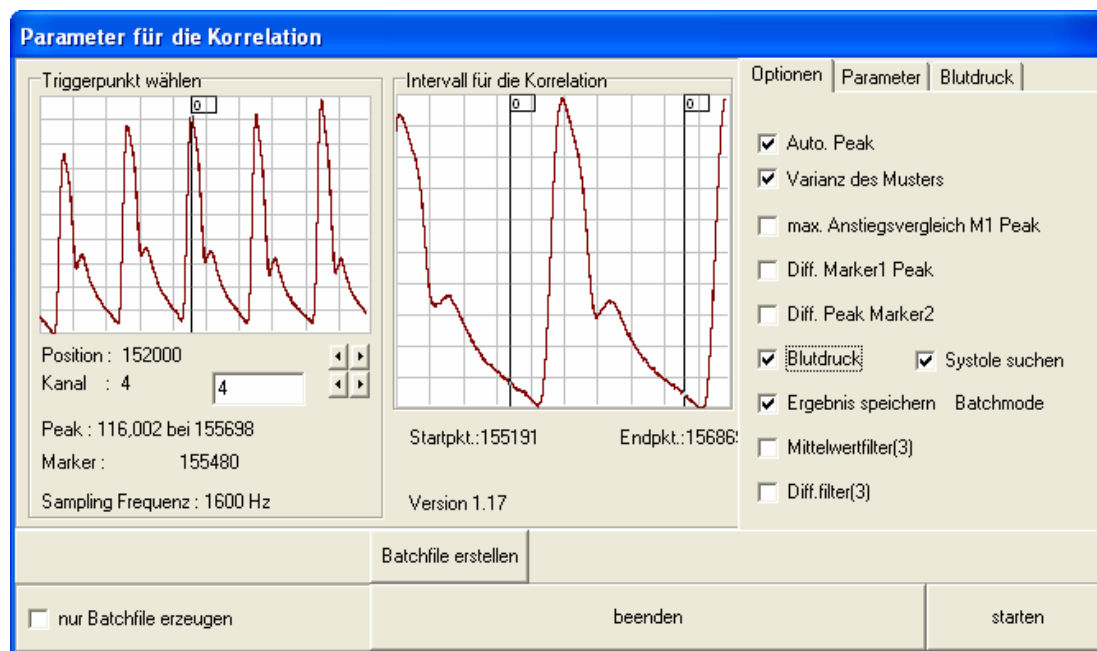 Parameter für die Korrelation
Triggerpunkt wählen
0
Position : 152000
Kanal : 4
4
Peak : 116,002 bei 155698
Marker : 155480
Sampling Frequenz : 1600 Hz
Intervall für die Korrelation
0
0
Startpkt.:155191 Endpkt.:15686
Version 1.17
Optionen Parameter Blutdruck
Auto. Peak
Varianz des Musters
max. Anstiegsvergleich M1 Peak
Diff. Marker1 Peak
Diff. Peak Marker2
Blutdruck Systole suchen
Ergebnis speichern Batchmode
Mittelwertfilter(3)
Diff.filter(3)
Batchfile erstellen
nur Batchfile erzeugen
beenden
starten